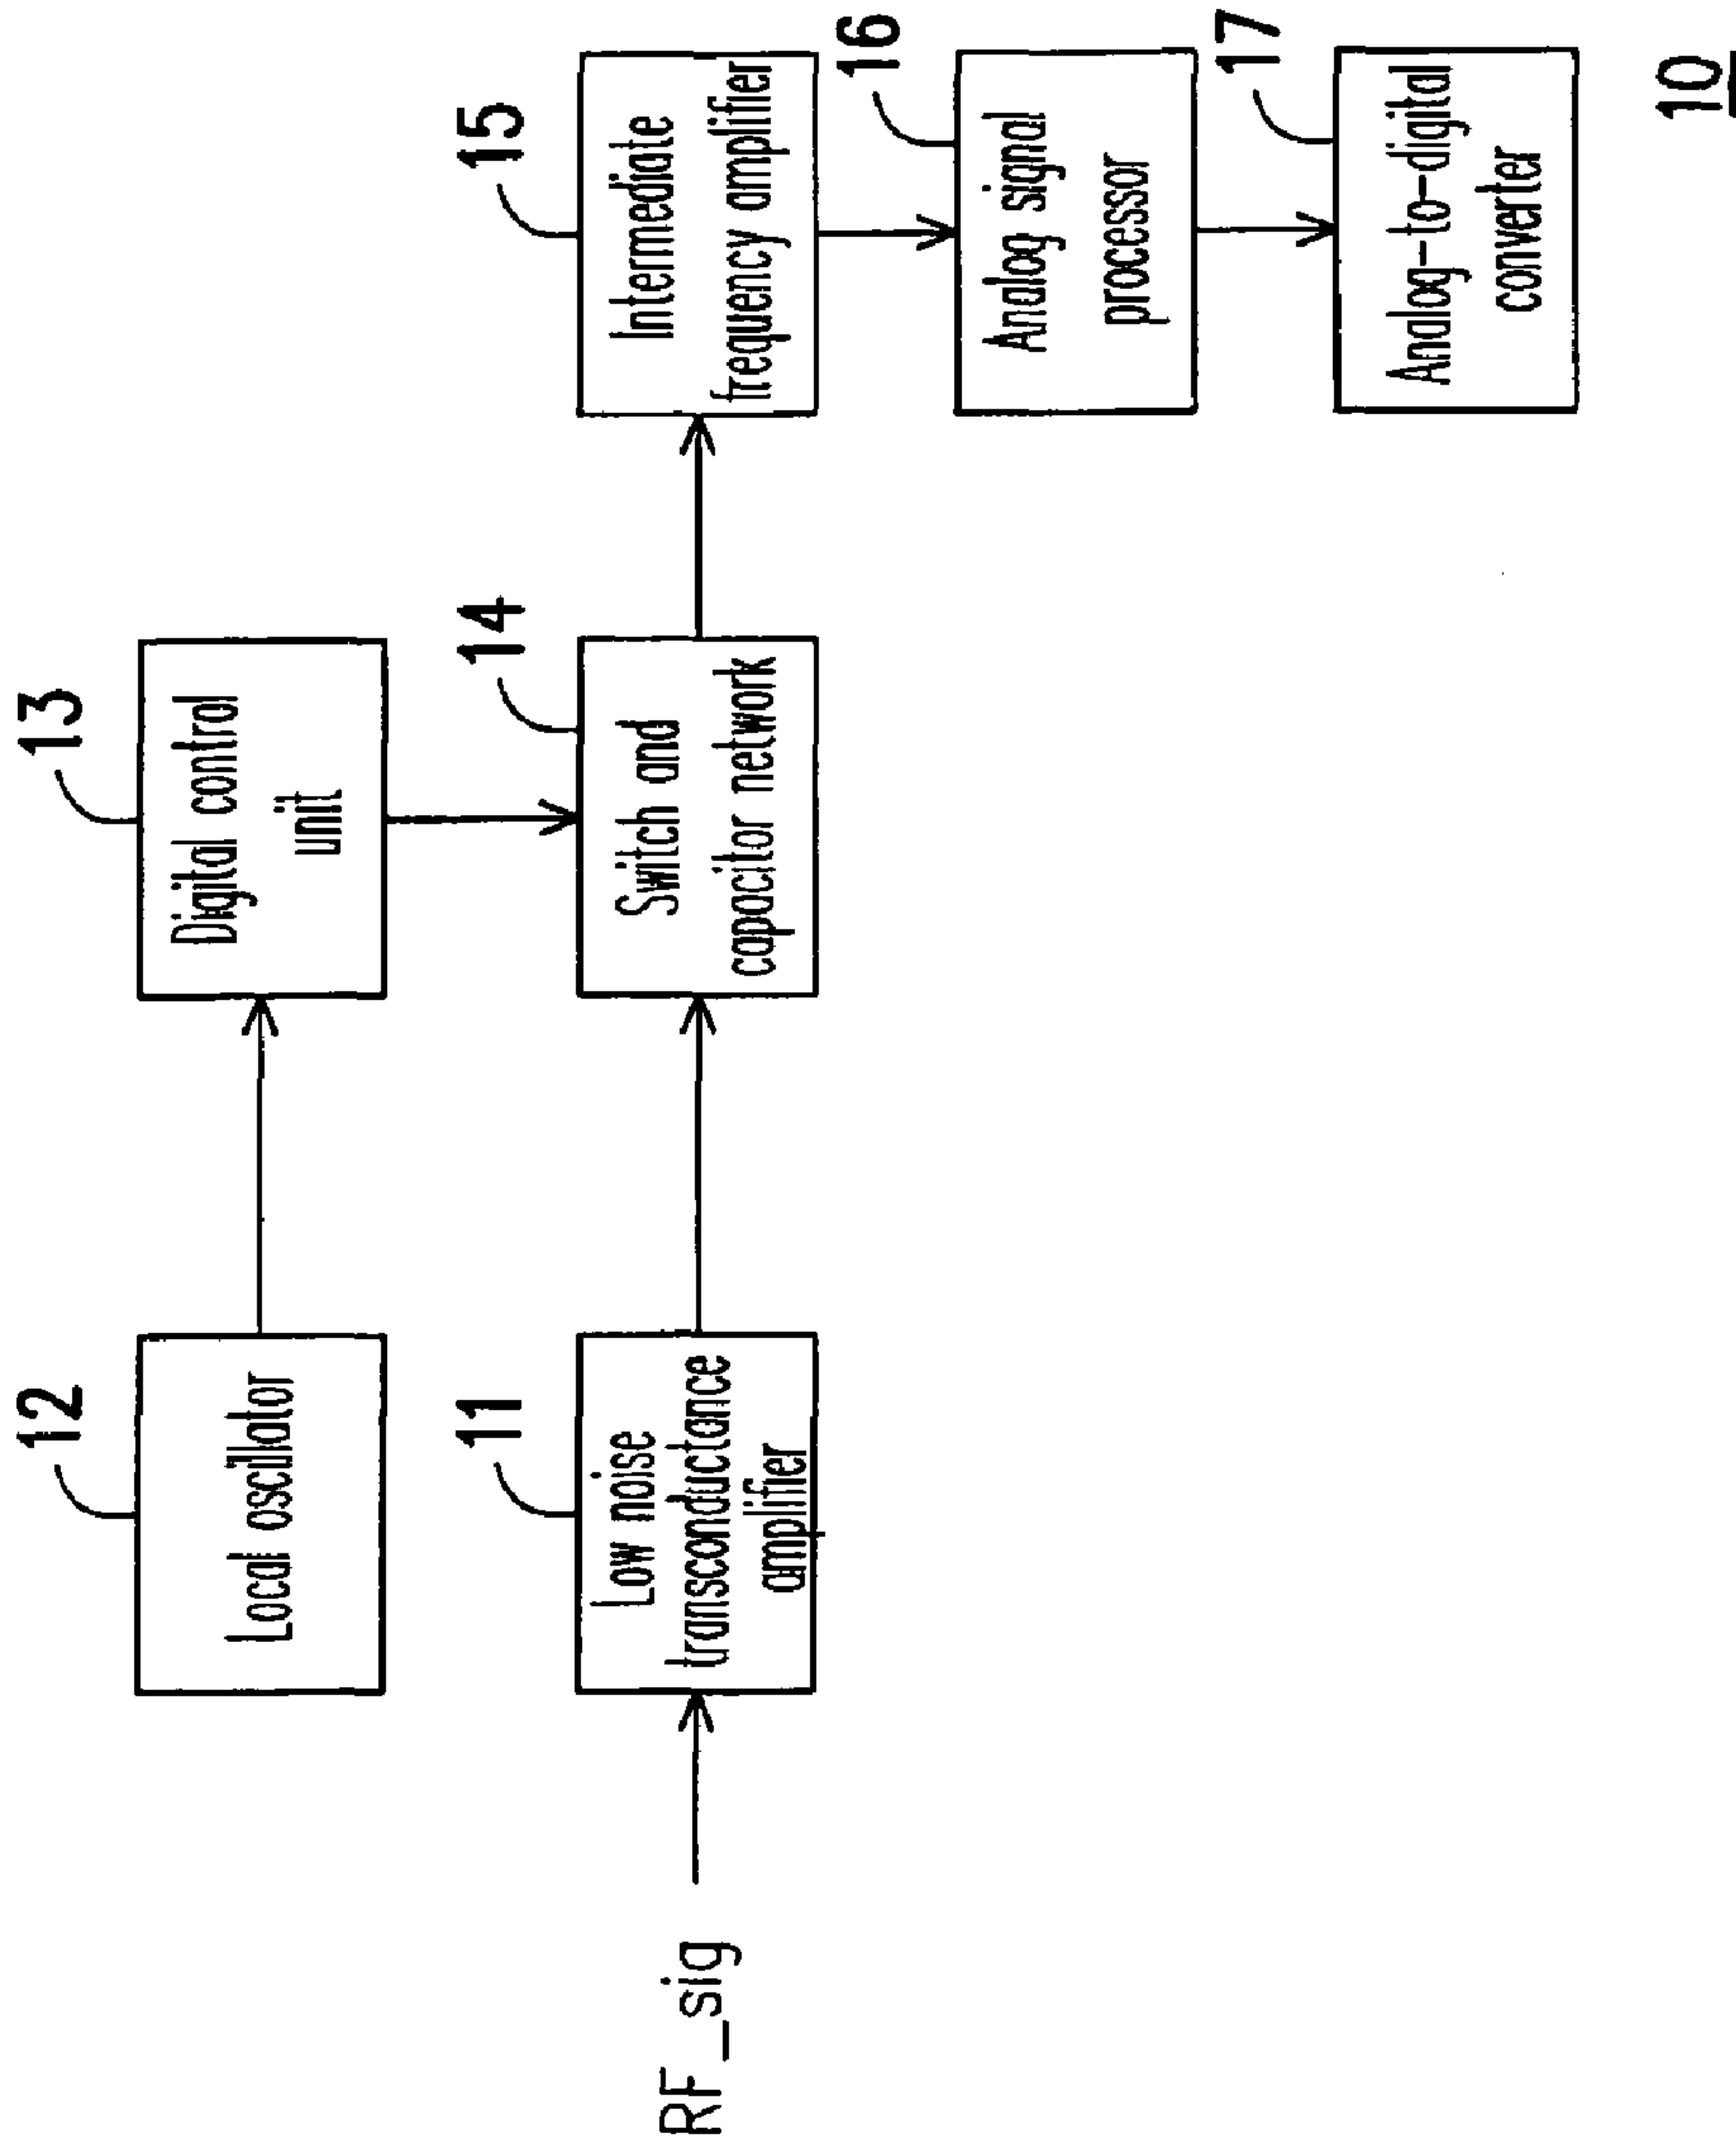 12
Local oscillator
13
Digital control
unit
RF_sig
11
Low noise
transconductance
amplifier
14
Switch and
capacitor network
15
Intermediate
frequency amplifier
16
Analog signal
processor
17
Analog-to-digital
converter
10